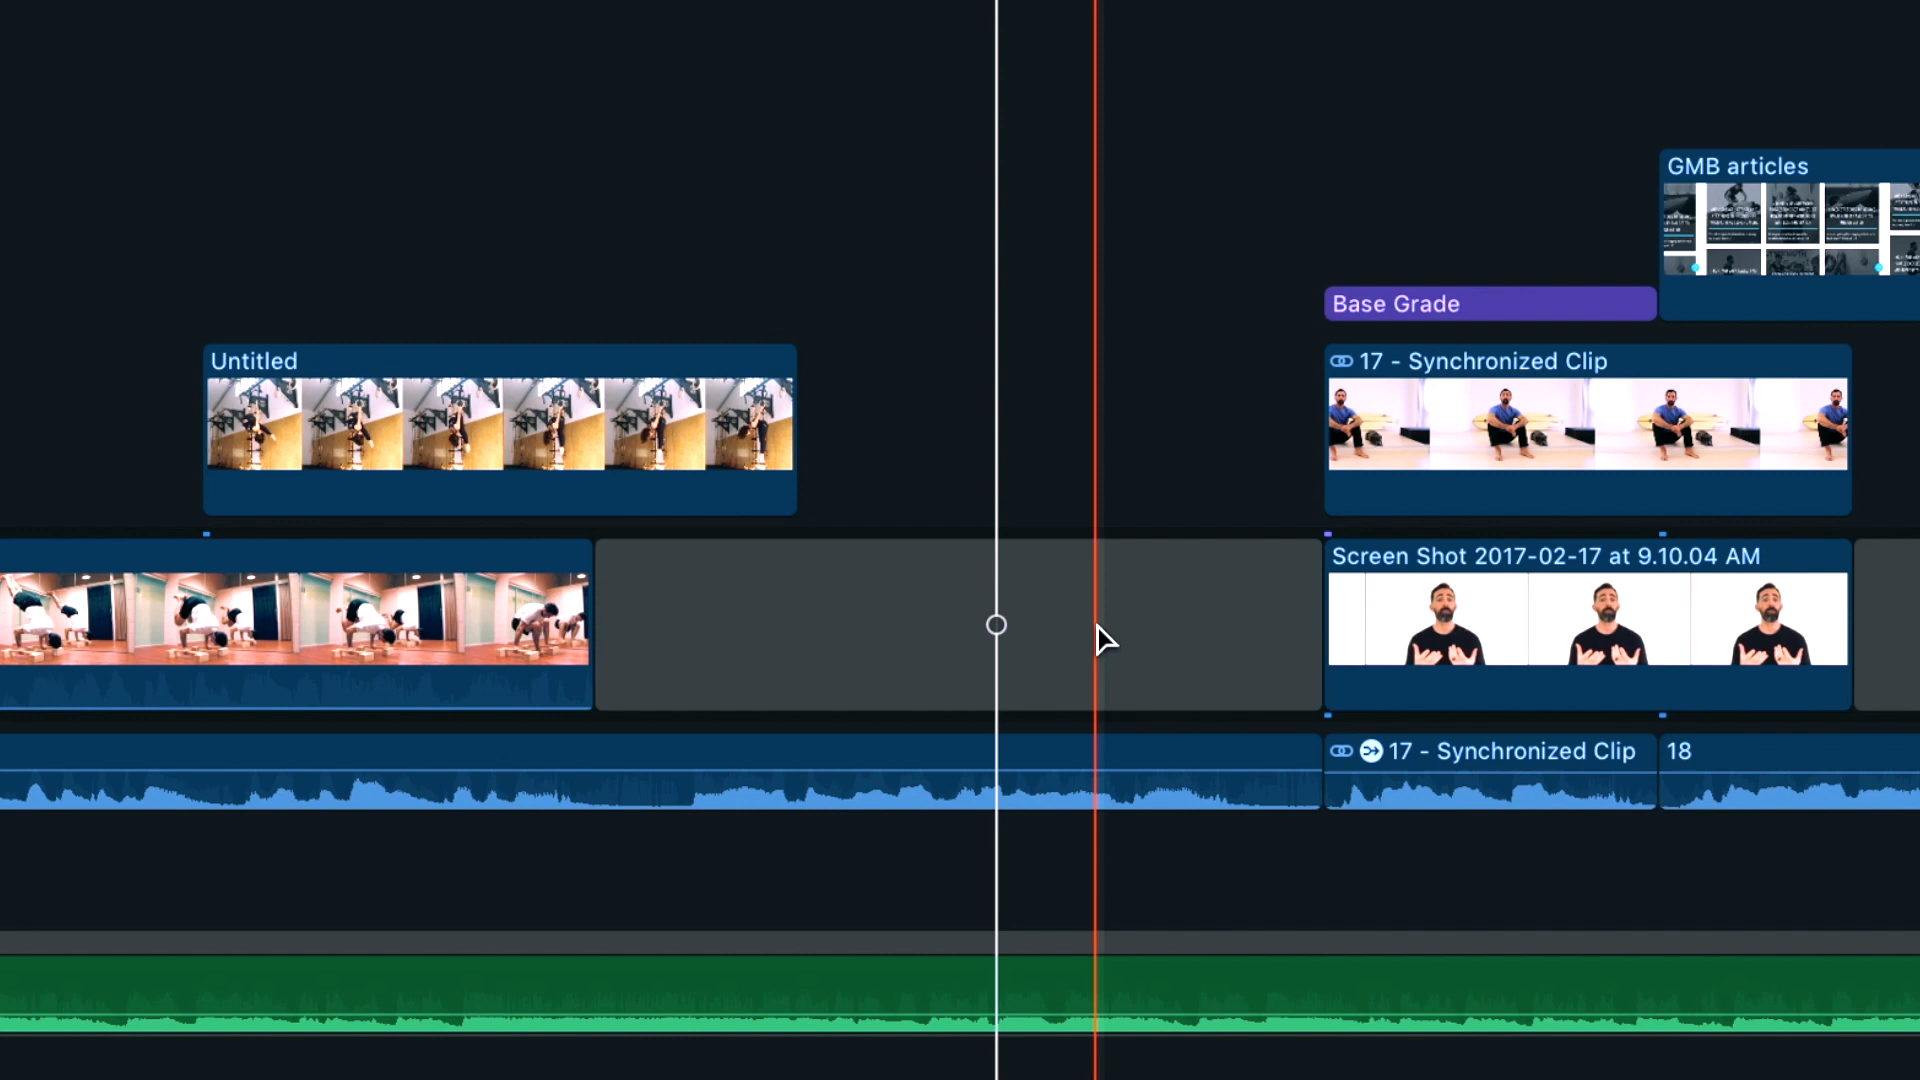 GMB articles
Base Grade
Untitled
17 - Synchronized Clip
Screen Shot 2017-02-17 at 9.10.04 AM
17 - Synchronized Clip
18